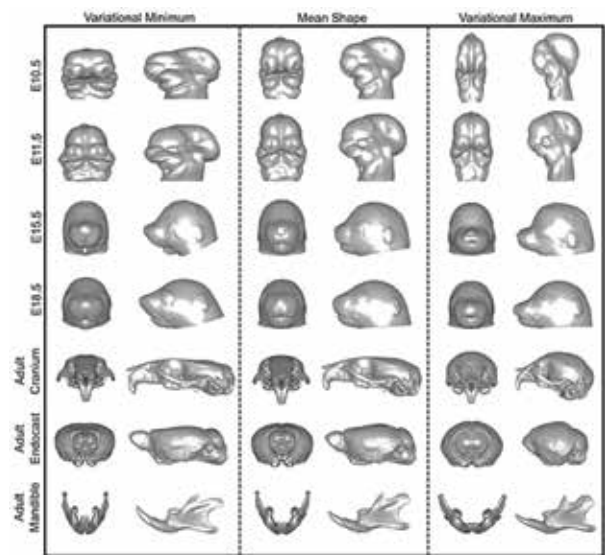 Variational Minimum
Mean Shape
Variational Maximum
E10.5
E11.5
E15.5
E18.5
Adult
Cranium
Adult
Endocast
Adult
Mandible